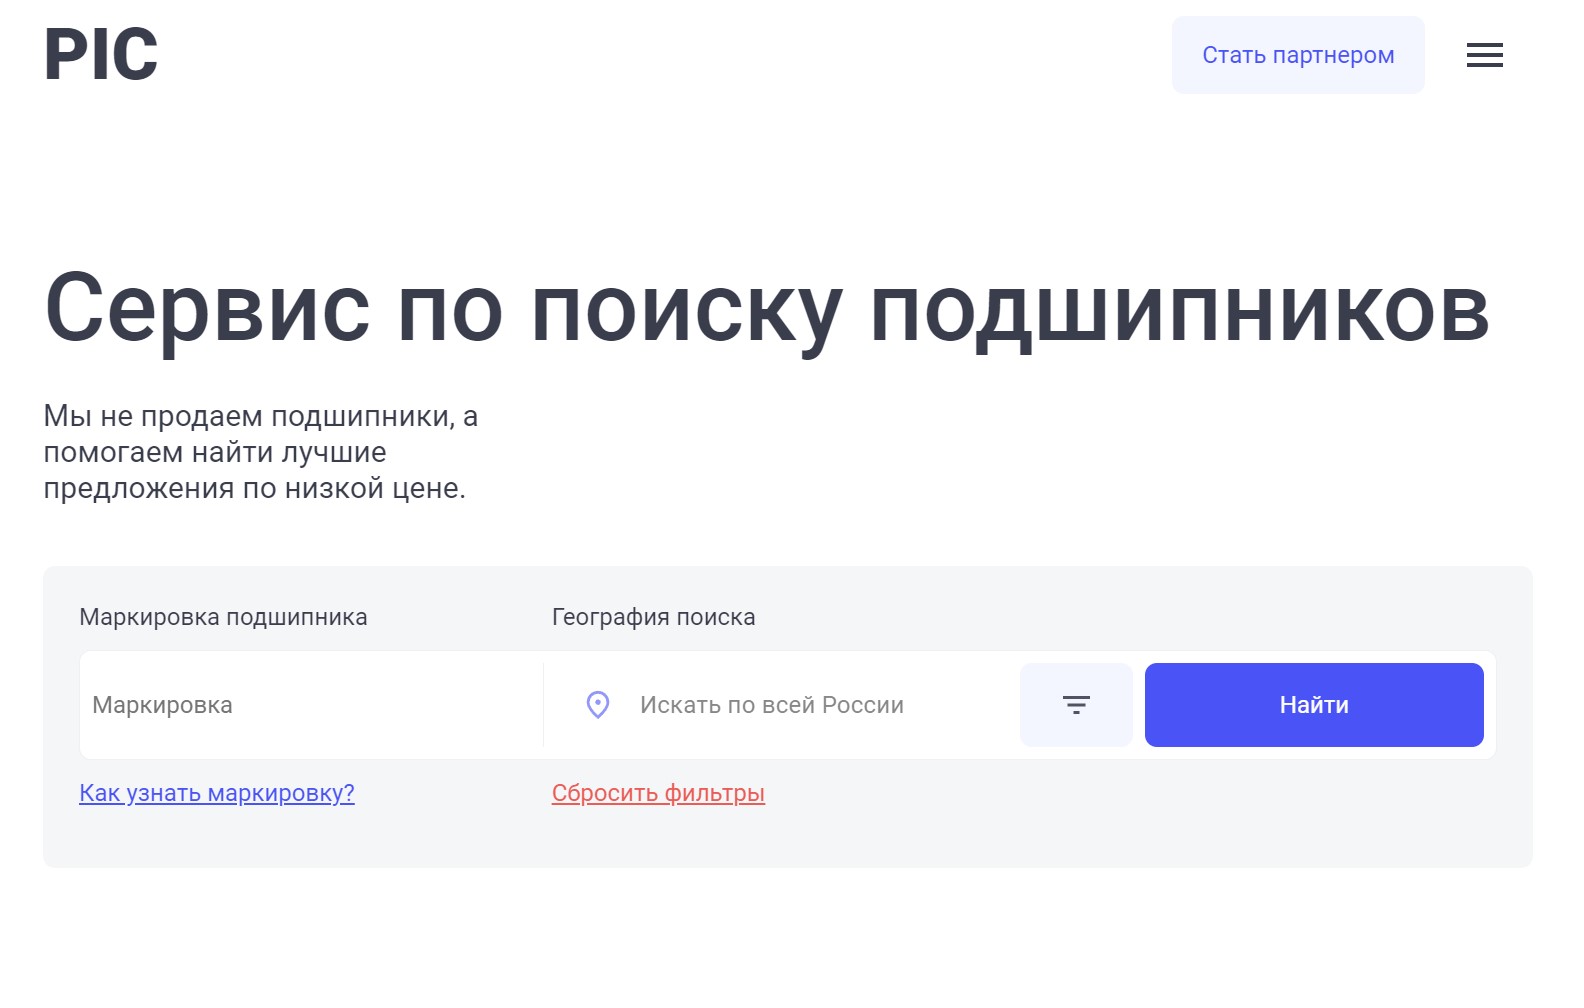 PIC
Стать партнером
Сервис по поиску подшипников
Мы не продаем подшипники, а
помогаем найти лучшие
предложения по низкой цене.
Маркировка подшипника
География поиска
Маркировка
Искать по всей России
Найти
Как узнать маркировку?
Сбросить фильтры